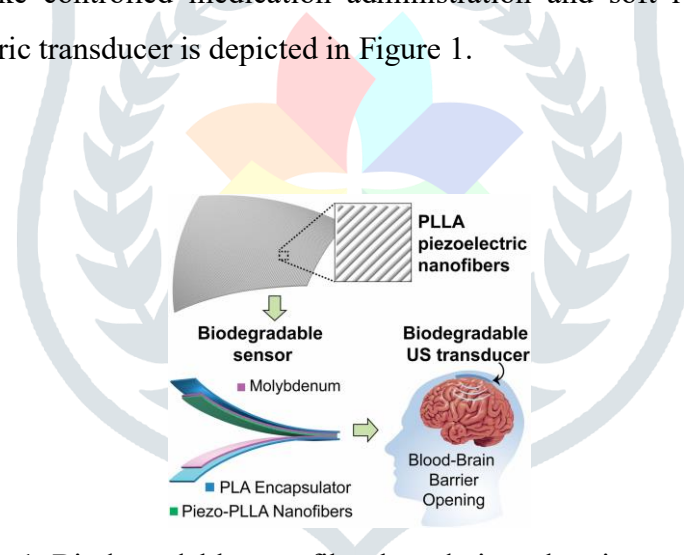 ric transducer is depicted in Figure 1.
PLLA
piezoelectric
nanofibers
Biodegradable
sensor
Biodegradable
US transducer
Molybdenum
Blood-Brain
Barrier
Opening
PLA Encapsulator
Piezo-PLLA Nanofibers